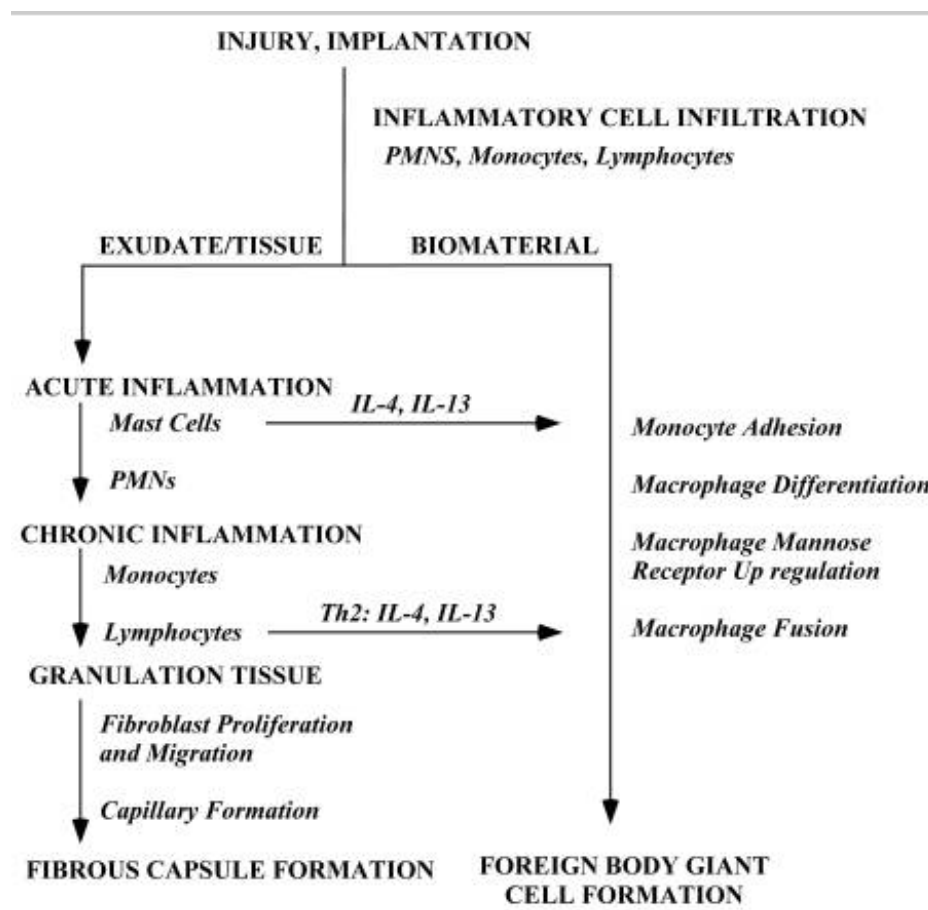 INJURY, IMPLANTATION
INFLAMMATORY CELL INFILTRATION
PMNS, Monocytes, Lymphocytes
EXUDATE/TISSUE
BIOMATERIAL
ACUTE INFLAMMATION
Mast Cells
IL-4, IL-13
PMNs
CHRONIC INFLAMMATION
Monocytes
Lymphocytes
Th2: IL-4, IL-13
GRANULATION TISSUE
Fibroblast Proliferation
and Migration
Capillary Formation
FIBROUS CAPSULE FORMATION
Monocyte Adhesion
Macrophage Differentiation
Macrophage Mannose
Receptor Up regulation
Macrophage Fusion
FOREIGN BODY GIANT
CELL FORMATION